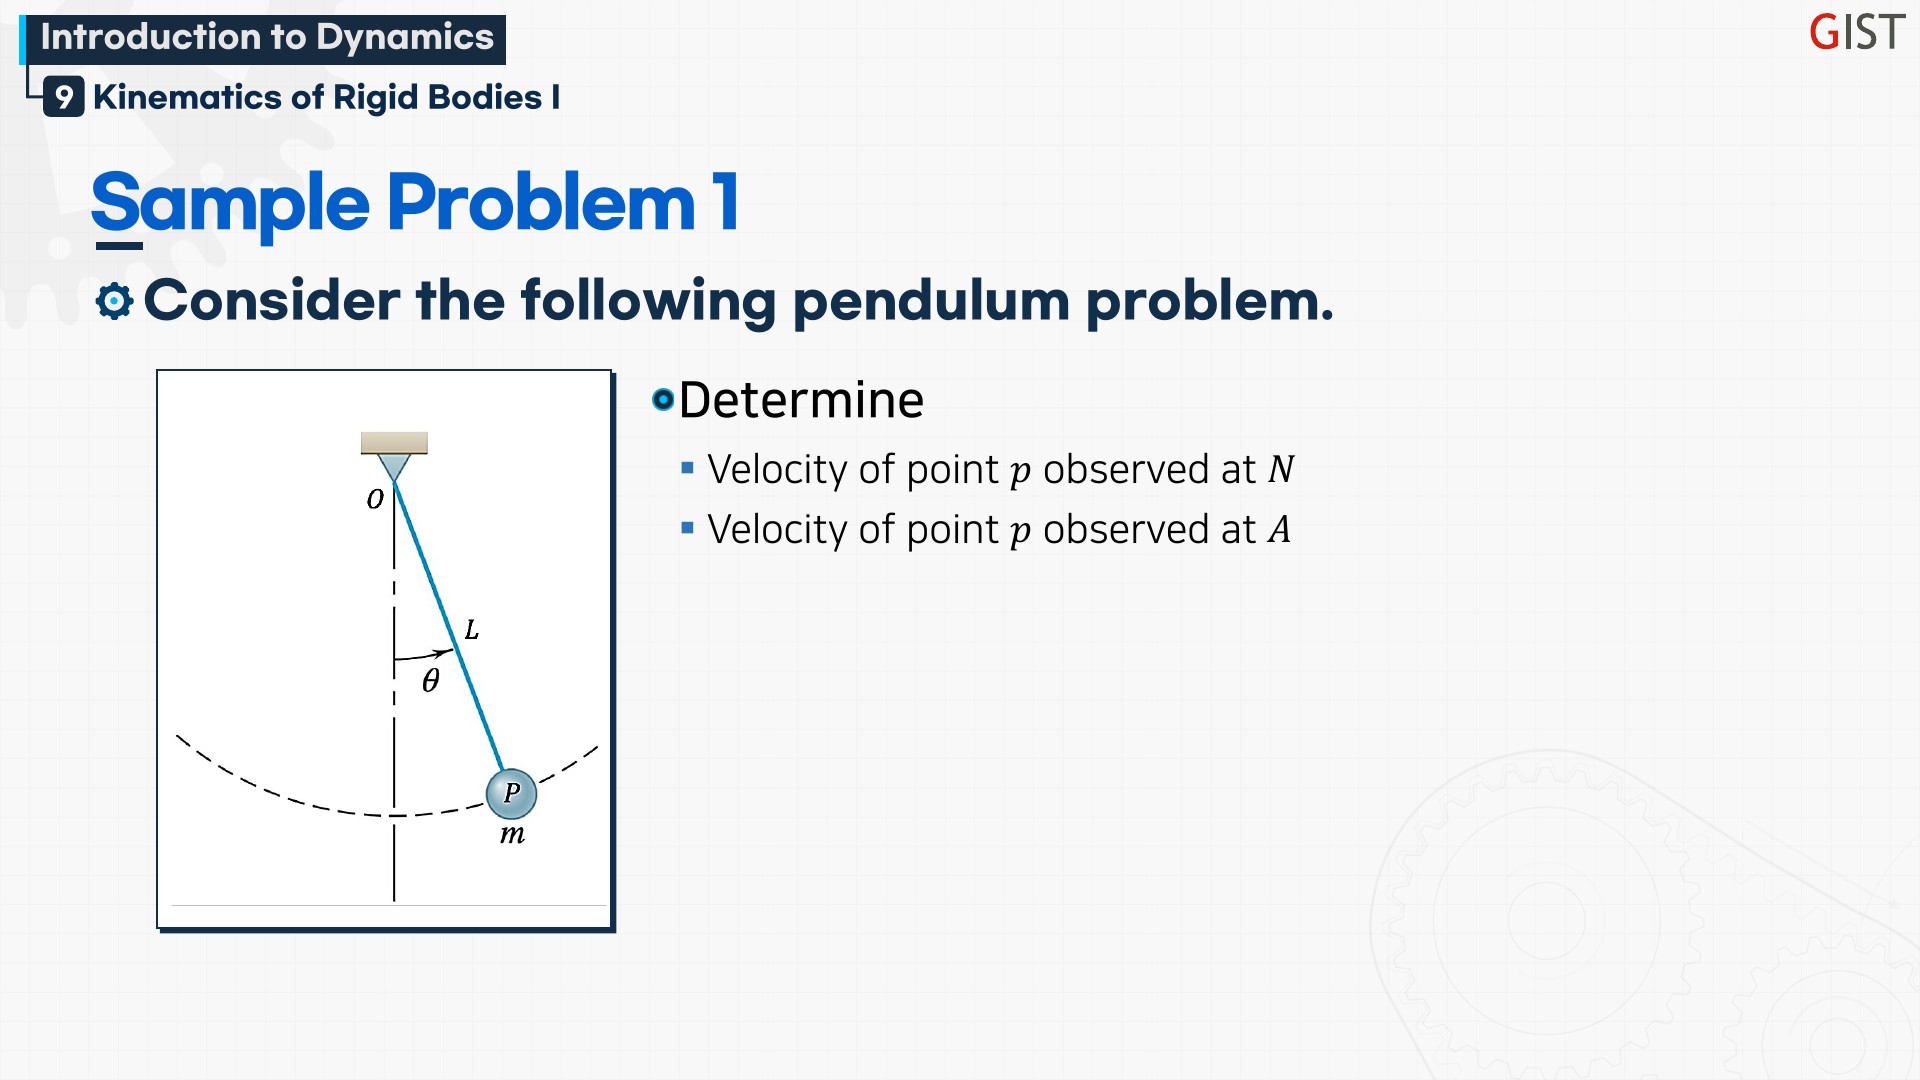 Introduction to Dynamics
GIST
9 Kinematics of Rigid Bodies I
Sample Problem 1
Consider the following pendulum problem.
Determine
Velocity of point p observed at N
Velocity of point p observed at A
O
L
θ
P
m